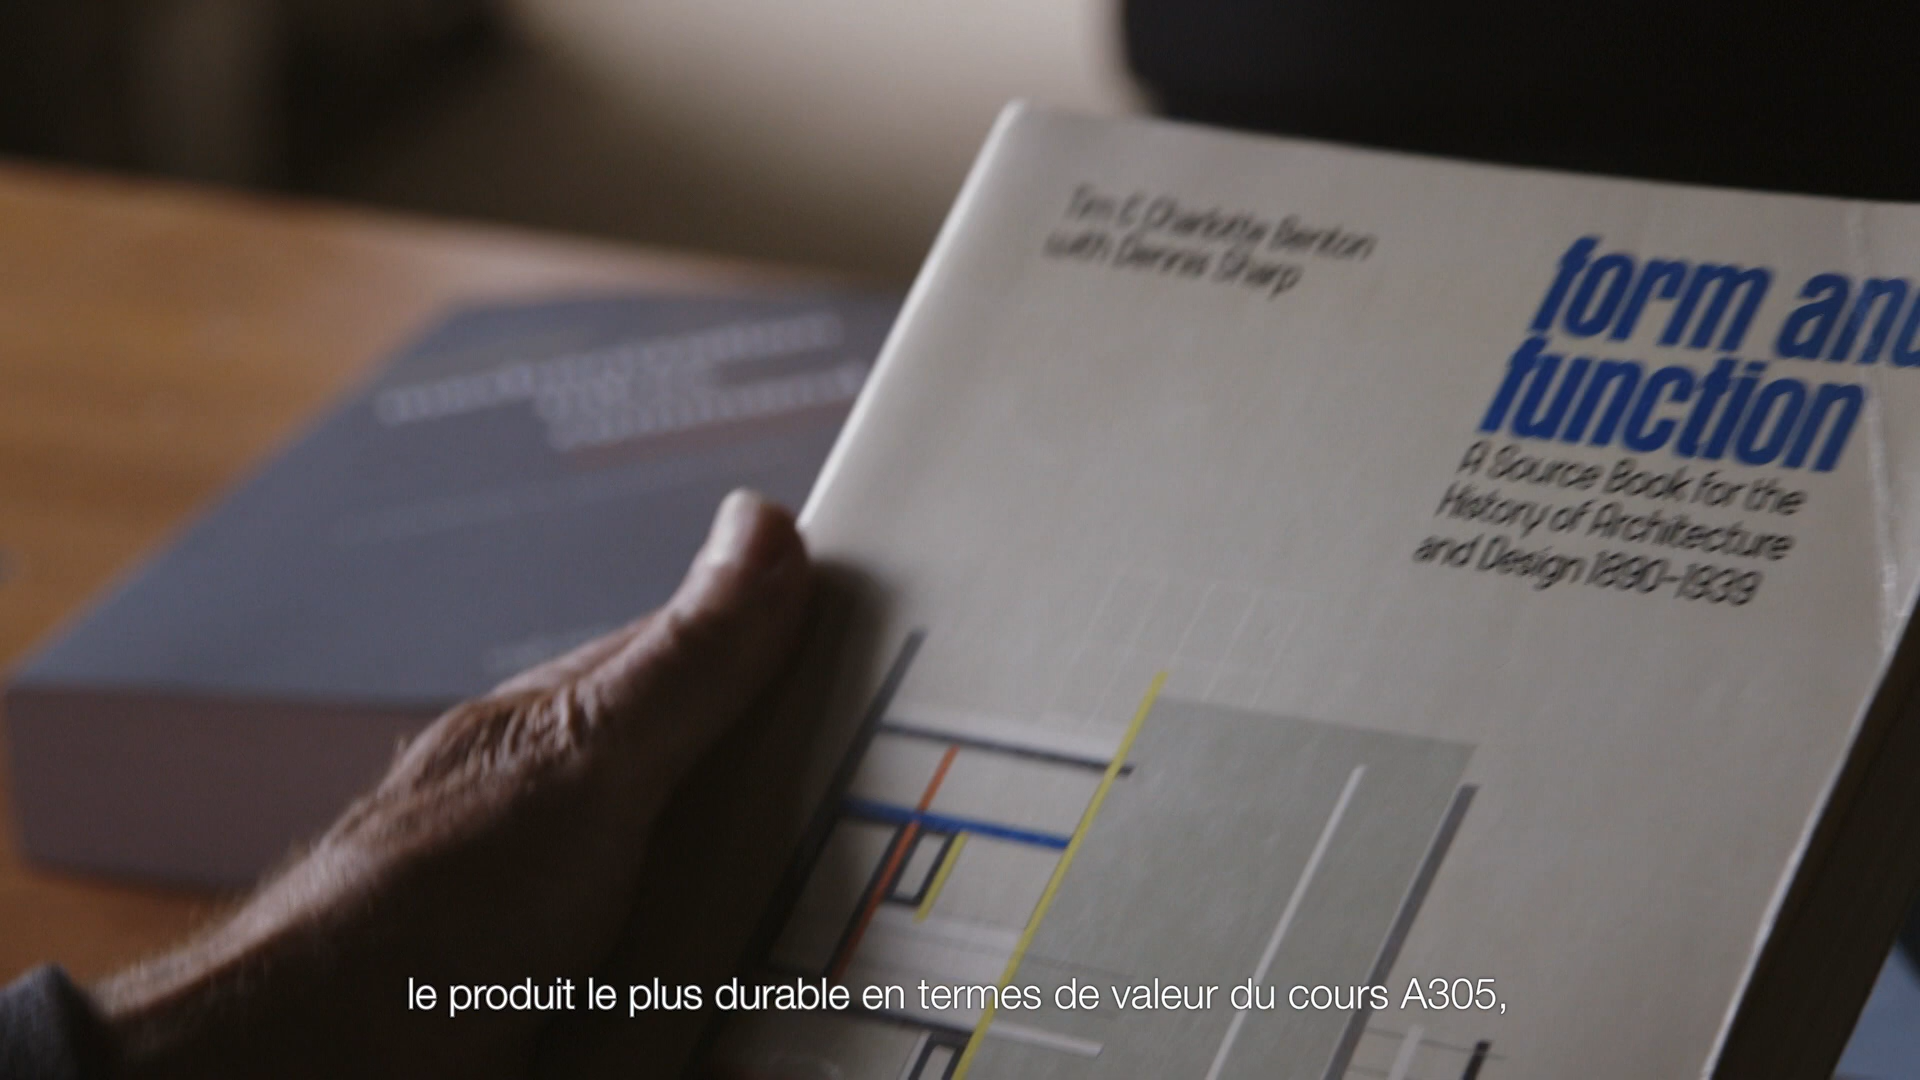 Tim & Charlotte Benton
with Dennis Sharp
form and
function
A Source Book for the
History of Architecture
and Design 1890-1939
le produit le plus durable en termes de valeur du cours A305,